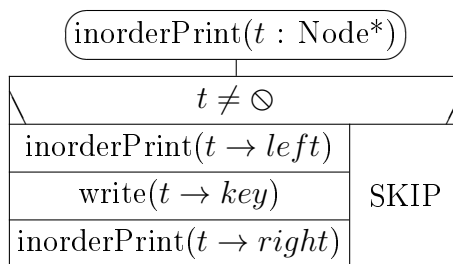 inorderPrint(t : Node*)
t ≠ ⊘
inorderPrint(t → left)
write(t → key)
SKIP
inorderPrint(t → right)